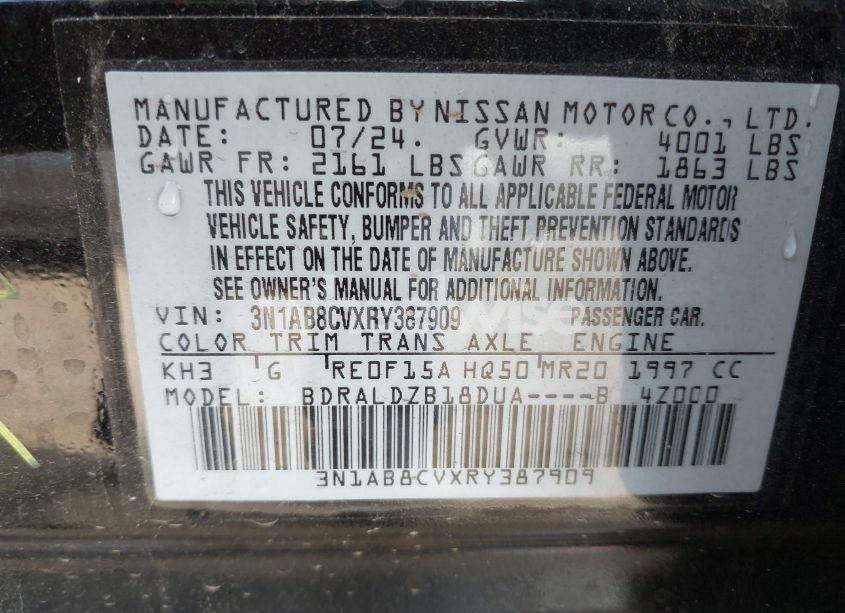 MANUFACTURED BY NISSAN MOTOR CO., LTD.
DATE: 07/24. GVWR: 4001 LBS
GAWR FR: 2161 LBS GAWR RR: 1863 LBS
THIS VEHICLE CONFORMS TO ALL APPLICABLE FEDERAL MOTOR
VEHICLE SAFETY, BUMPER AND THEFT PREVENTION STANDARDS
IN EFFECT ON THE DATE OF MANUFACTURE SHOWN ABOVE.
SEE OWNER'S MANUAL FOR ADDITIONAL INFORMATION.
VIN: 3N1AB8CVXRY387909 PASSENGER CAR.
COLOR TRIM TRANS AXLE ENGINE
KH3 G RE0F15A HQ50 MR20 1997 CC
MODEL: BDRALDZB18DUA----B 4Z000
3N1AB8CVXRY387909